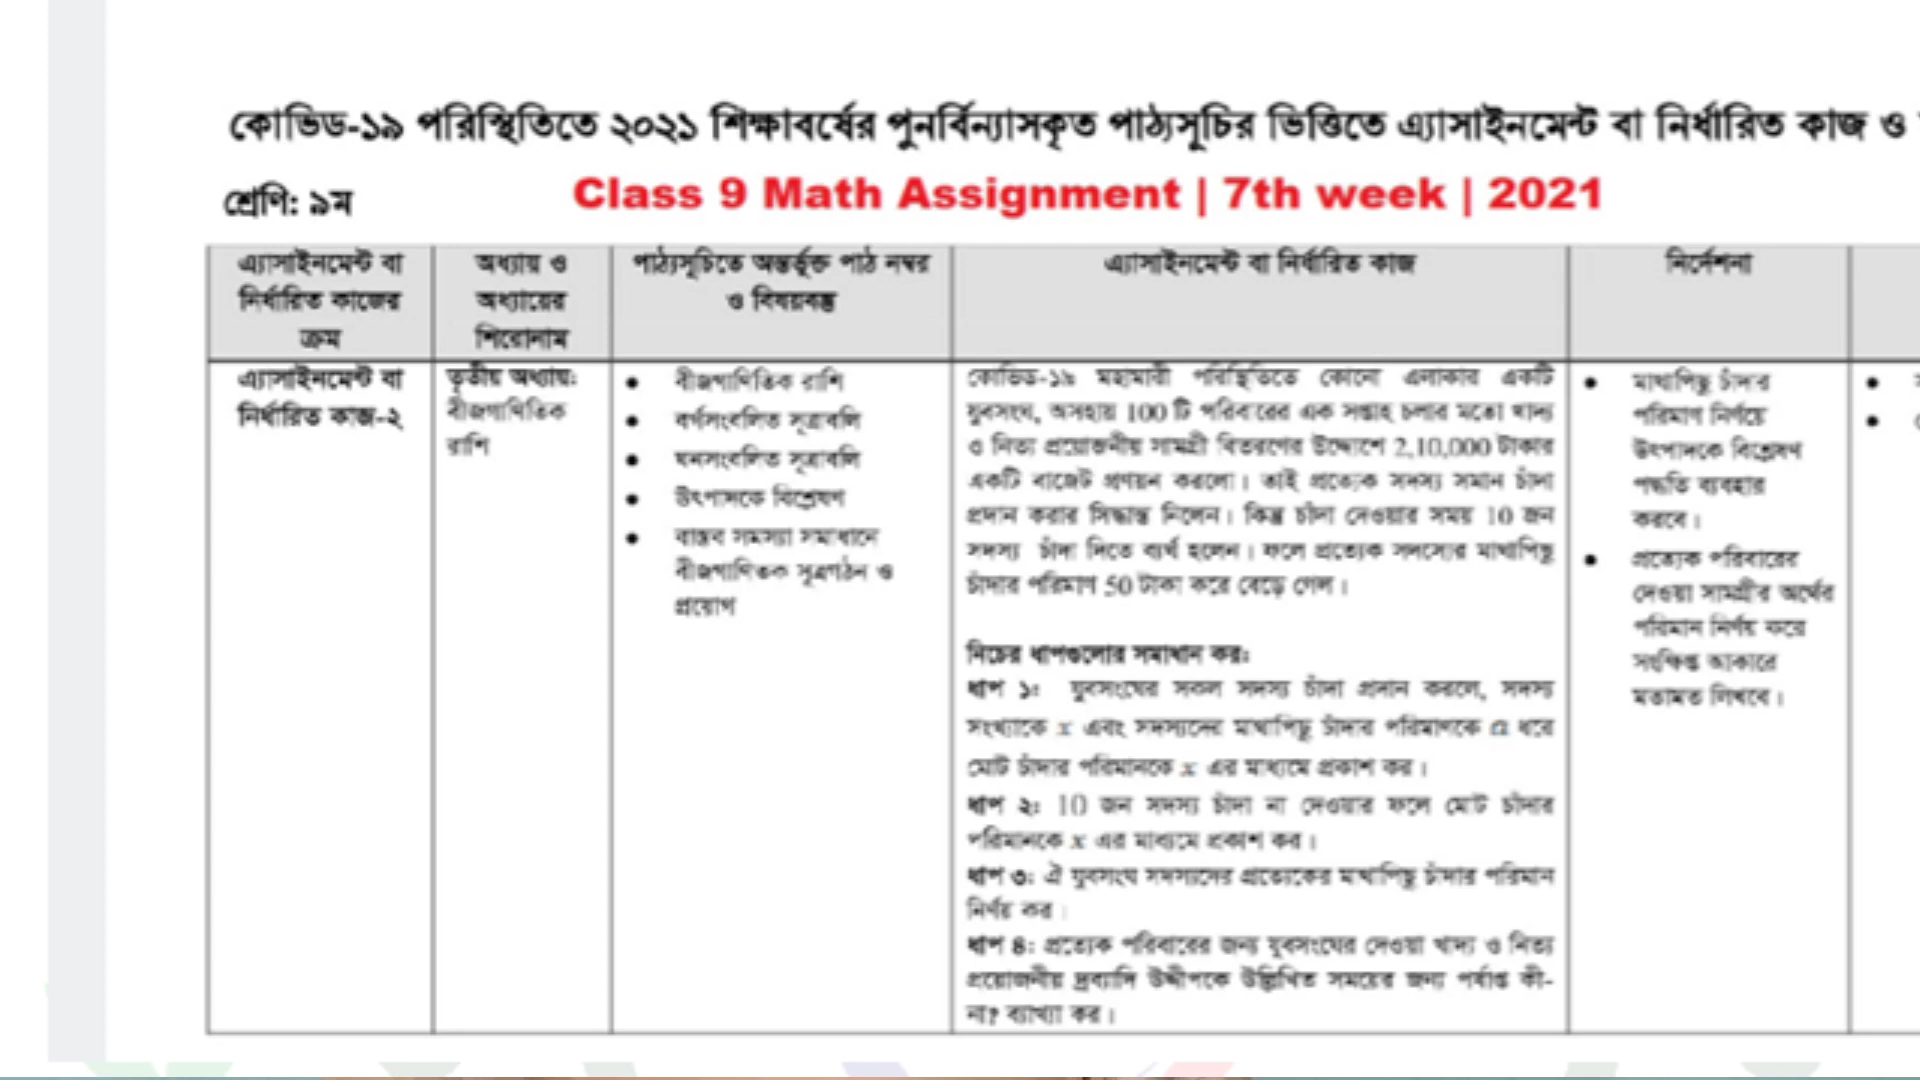 কোভিড-১৯ পরিস্থিতিতে ২০২১ শিক্ষাবর্ষের পুনর্বিন্যাসকৃত পাঠ্যসূচির ভিত্তিতে এ্যাসাইনমেন্ট বা নির্ধারিত কাজ ও
শ্রেণি: ৯ম
Class 9 Math Assignment | 7th week | 2021
এ্যাসাইনমেন্ট বা
নির্ধারিত কাজের
ক্রম
অধ্যায় ও
অধ্যায়ের
শিরোনাম
পাঠ্যসূচিতে অন্তর্ভুক্ত পাঠ নম্বর
ও বিষয়বস্তু
এ্যাসাইনমেন্ট বা নির্ধারিত কাজ
নির্দেশনা
এ্যাসাইনমেন্ট বা
নির্ধারিত কাজ-২
তৃতীয় অধ্যায়:
বীজগাণিতিক
রাশি
• বীজগাণিতিক রাশি
• বর্গসংবলিত সূত্রাবলি
• ঘনসংবলিত সূত্রাবলি
• উৎপাদকে বিশ্লেষণ
• বাস্তব সমস্যা সমাধানে
বীজগাণিতক সূত্রগঠন ও
প্রয়োগ
কোভিড-১৯ মহামারী পরিস্থিতিতে কোনো এলাকার একটি
যুবসংঘ, অসহায় 100 টি পরিবারের এক সপ্তাহ চলার মতো খাদ্য
ও নিত্য প্রয়োজনীয় সামগ্রী বিতরণের উদ্দেশে 2,10,000 টাকার
একটি বাজেট প্রণয়ন করলো। তাই প্রত্যেক সদস্য সমান চাঁদা
প্রদান করার সিদ্ধান্ত নিলেন। কিন্তু চাঁদা দেওয়ার সময় 10 জন
সদস্য চাঁদা দিতে ব্যর্থ হলেন। ফলে প্রত্যেক সদস্যের মাথাপিছু
চাঁদার পরিমাণ 50 টাকা করে বেড়ে গেল।
নিচের ধাপগুলোর সমাধান কর:
ধাপ ১: যুবসংঘের সকল সদস্য চাঁদা প্রদান করলে, সদস্য
সংখ্যাকে x এবং সদস্যদের মাথাপিছু চাঁদার পরিমাণকে a ধরে
মোট চাঁদার পরিমানকে x এর মাধ্যমে প্রকাশ কর।
ধাপ ২: 10 জন সদস্য চাঁদা না দেওয়ার ফলে মোট চাঁদার
পরিমানকে x এর মাধ্যমে প্রকাশ কর।
ধাপ ৩: ঐ যুবসংঘ সদস্যদের প্রত্যেকের মাথাপিছু চাঁদার পরিমান
নির্ণয় কর।
ধাপ ৪: প্রত্যেক পরিবারের জন্য যুবসংঘের দেওয়া খাদ্য ও নিত্য
প্রয়োজনীয় দ্রব্যাদি উদ্দীপকে উল্লিখিত সময়ের জন্য পর্যাপ্ত কী-
না? ব্যাখ্যা কর।
• মাথাপিছু চাঁদার
পরিমাণ নির্ণয়ে
উৎপাদকে বিশ্লেষণ
পদ্ধতি ব্যবহার
করবে।
• প্রত্যেক পরিবারের
দেওয়া সামগ্রীর অর্থের
পরিমান নির্ণয় করে
সংক্ষিপ্ত আকারে
মতামত লিখবে।